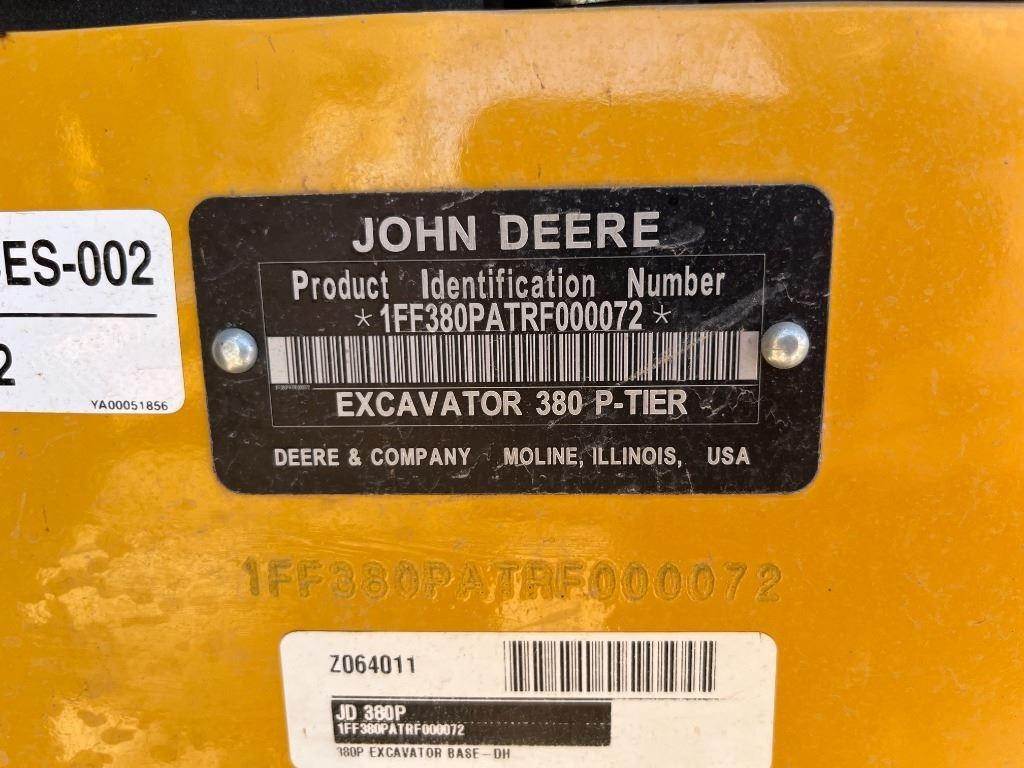 ES-002
2
YA00051856
JOHN DEERE
Product Identification Number
*1FF380PATRF000072*
EXCAVATOR 380 P-TIER
DEERE & COMPANY MOLINE, ILLINOIS, USA
1FF380PATRF000072
Z064011
JD 380P
1FF380PATRF000072
380P EXCAVATOR BASE-DH